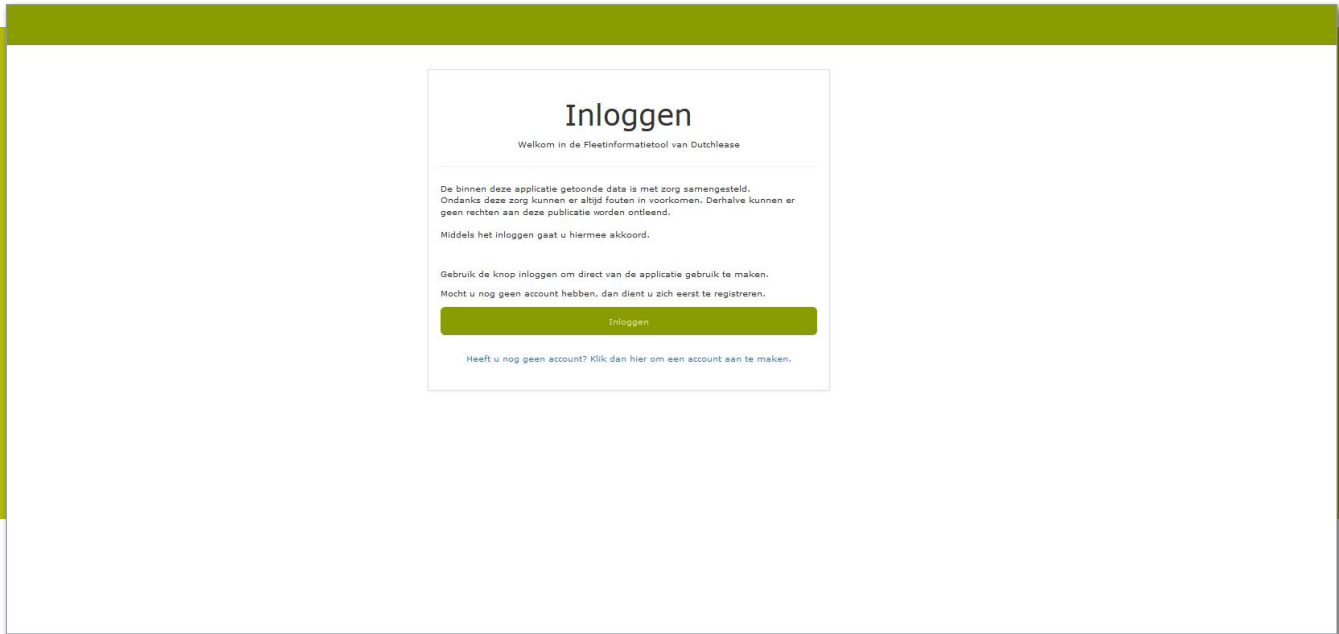 Inloggen
Welkom in de Fleetinformatietool van Dutchlease
De binnen deze applicatie getoonde data is met zorg samengesteld.
Ondanks deze zorg kunnen er altijd fouten in voorkomen. Derhalve kunnen er
geen rechten aan deze publicatie worden ontleend.
Middels het inloggen gaat u hiermee akkoord.
Gebruik de knop inloggen om direct van de applicatie gebruik te maken.
Mocht u nog geen account hebben, dan dient u zich eerst te registreren.
Inloggen
Heeft u nog geen account? Klik dan hier om een account aan te maken.